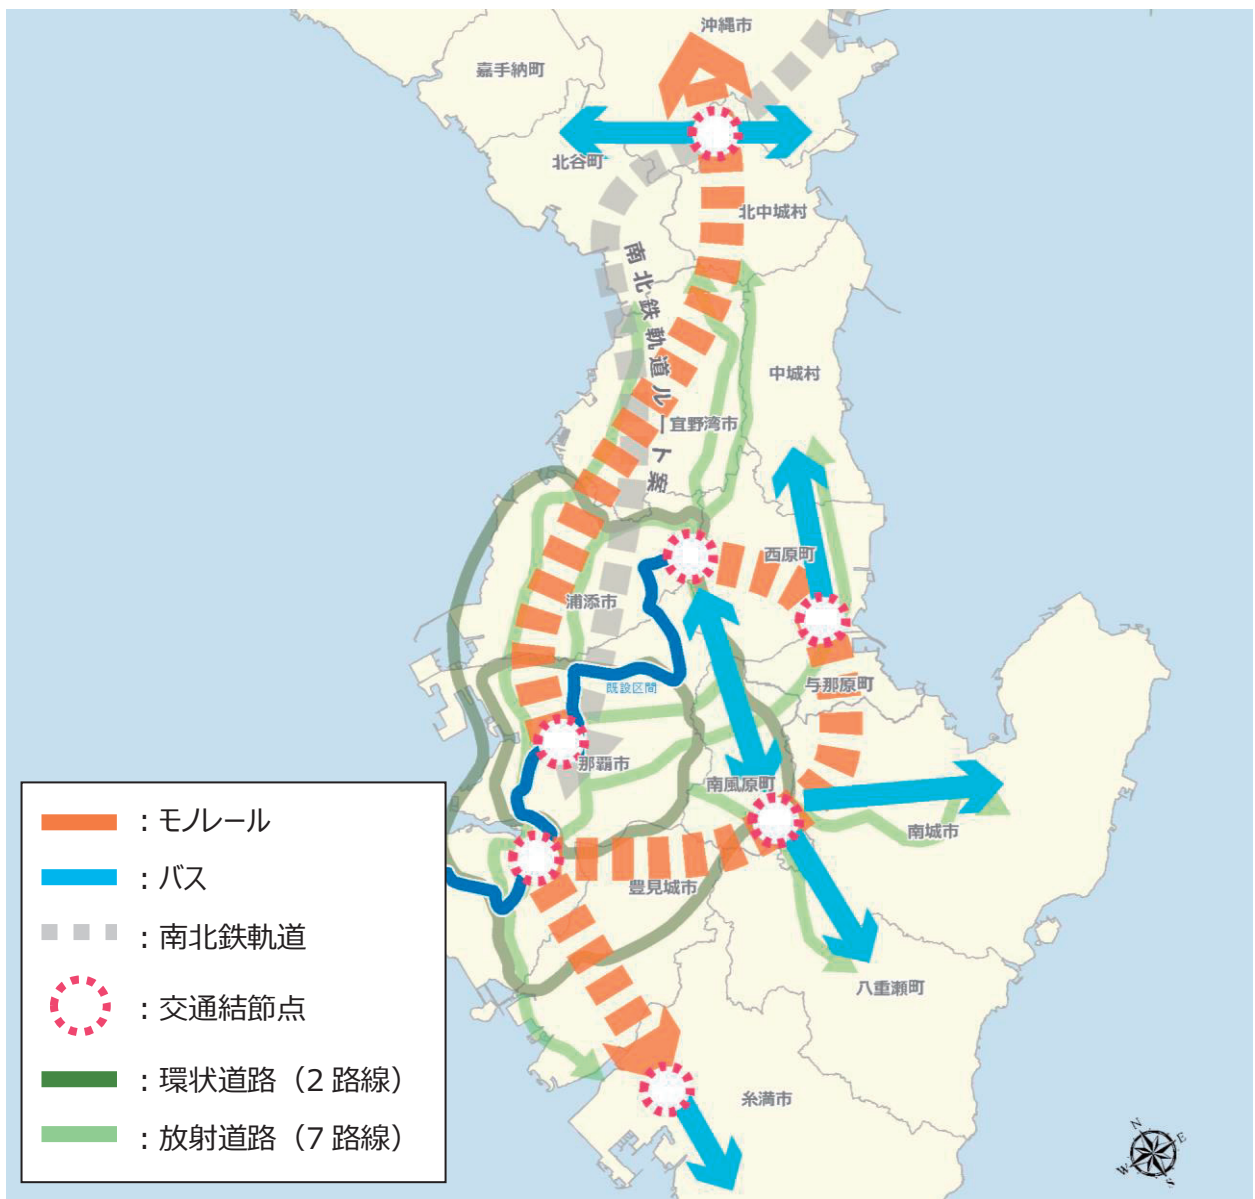 沖縄市
嘉手納町
北谷町
北中城村
南北鉄軌道ルート案
中城村
宜野湾市
西原町
浦添市
既設区間
与那原町
那覇市
南風原町
南城市
豊見城市
八重瀬町
糸満市
：モノレール
：バス
：南北鉄軌道
：交通結節点
：環状道路（2 路線）
：放射道路（7 路線）
N
E
W
S